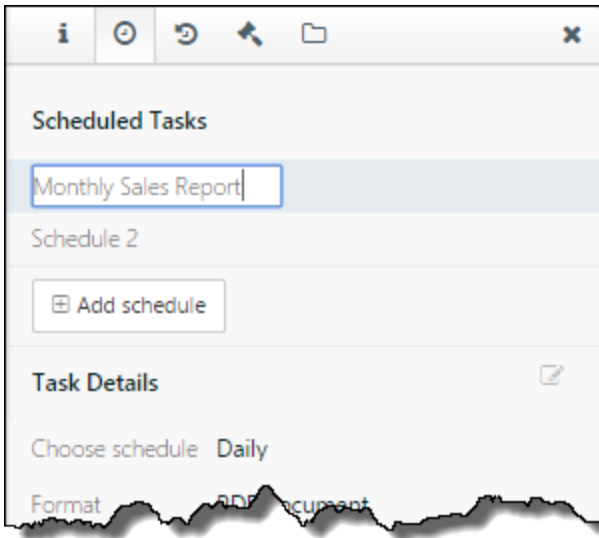 Scheduled Tasks
Monthly Sales Report
Schedule 2
Add schedule
Task Details
Choose schedule Daily
Format